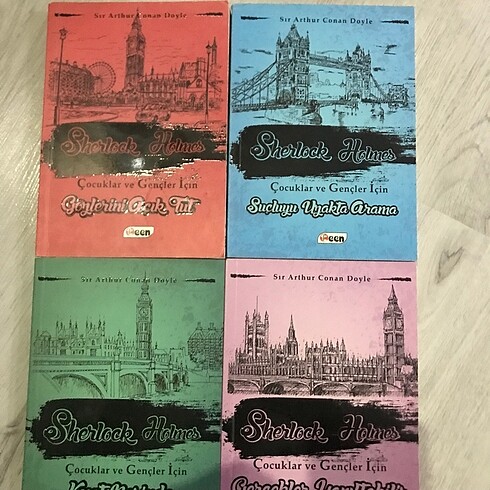 Sır Arthur Conan Doyle
Sherlock Holmes
Çocuklar ve Gençler İçin
Gözlerini Açık Tut
Teen
Sır Arthur Conan Doyle
Sherlock Holmes
Çocuklar ve Gençler İçin
Suçluyu Uzakta Arama
Teen
Sır Arthur Conan Doyle
Sherlock Holmes
Çocuklar ve Gençler İçin
Sır Arthur Conan Doyle
Sherlock Holmes
Çocuklar ve Gençler İçin